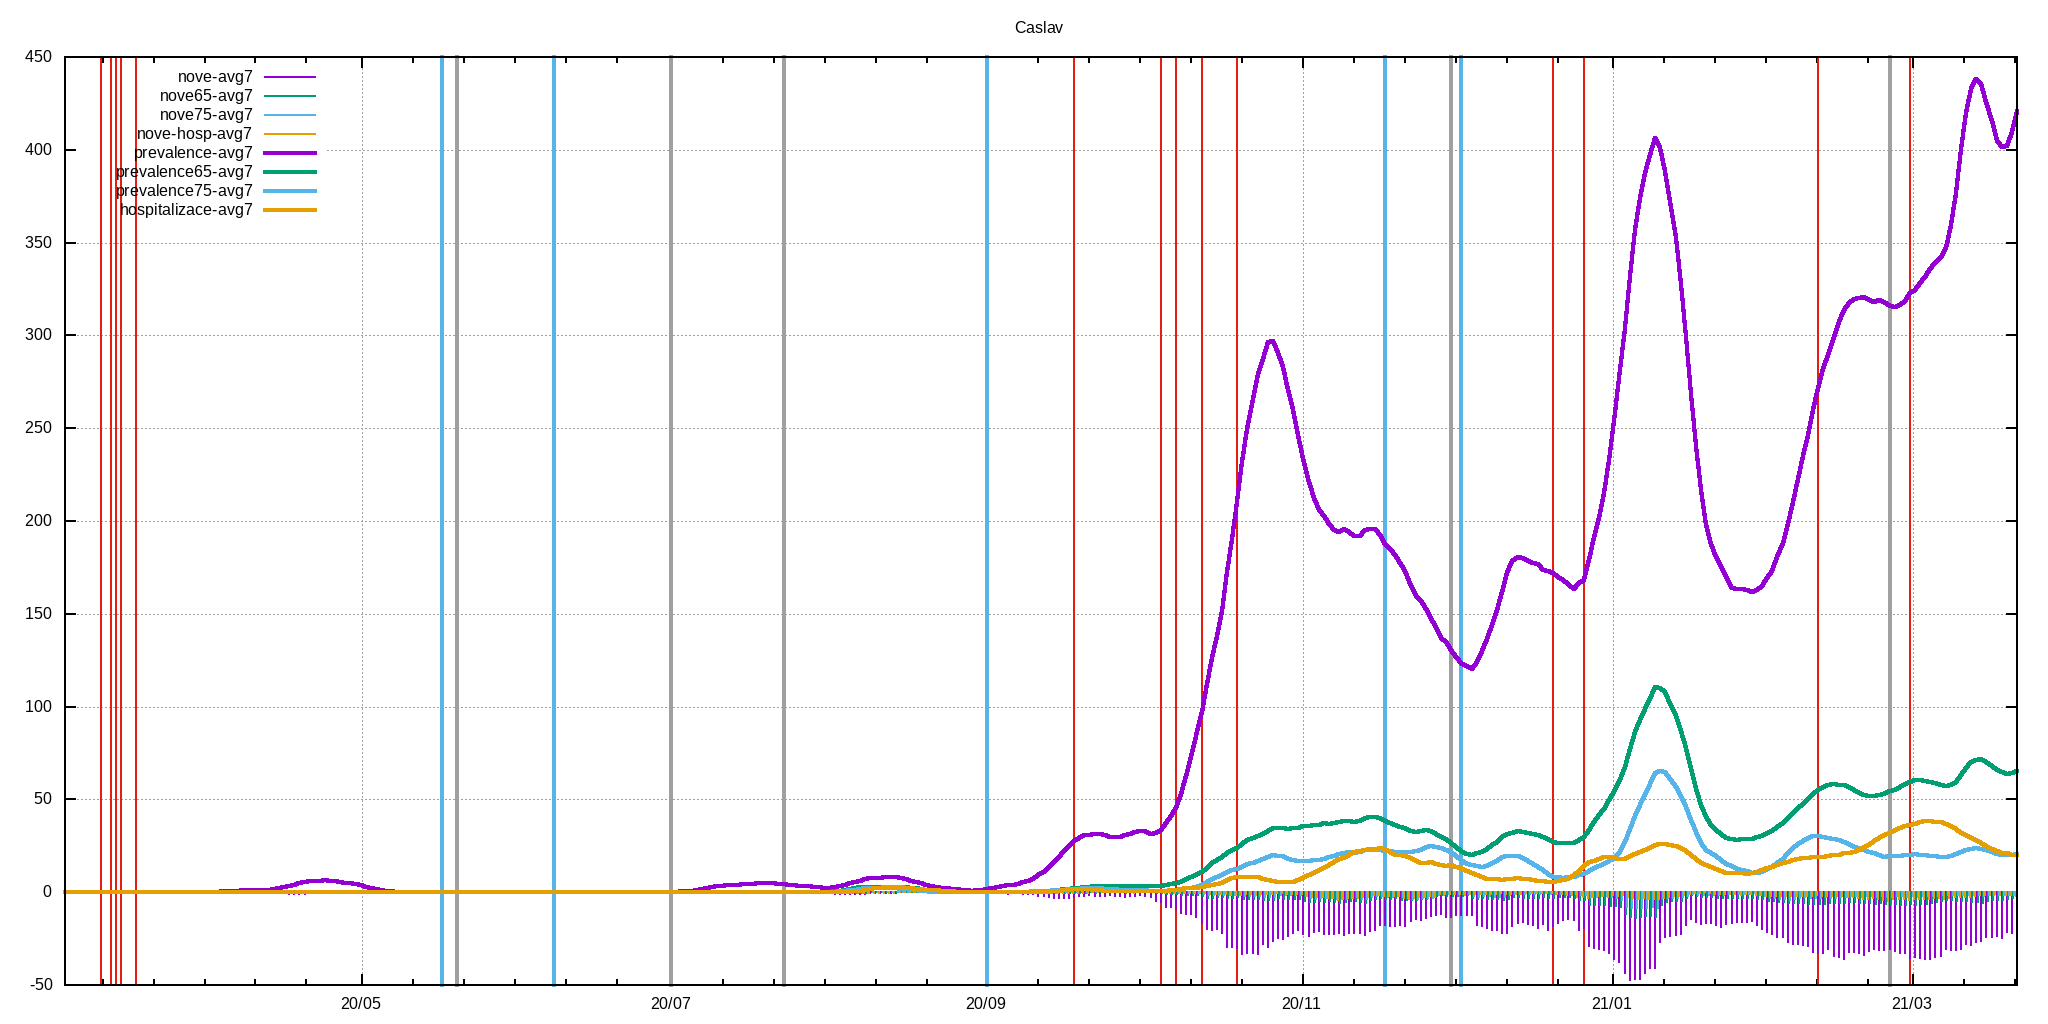 Caslav
450
400
350
300
250
200
150
100
50
0
-50
nove-avg7
nove65-avg7
nove75-avg7
nove-hosp-avg7
prevalence-avg7
prevalence65-avg7
prevalence75-avg7
hospitalizace-avg7
20/05 20/07 20/09 20/11 21/01 21/03